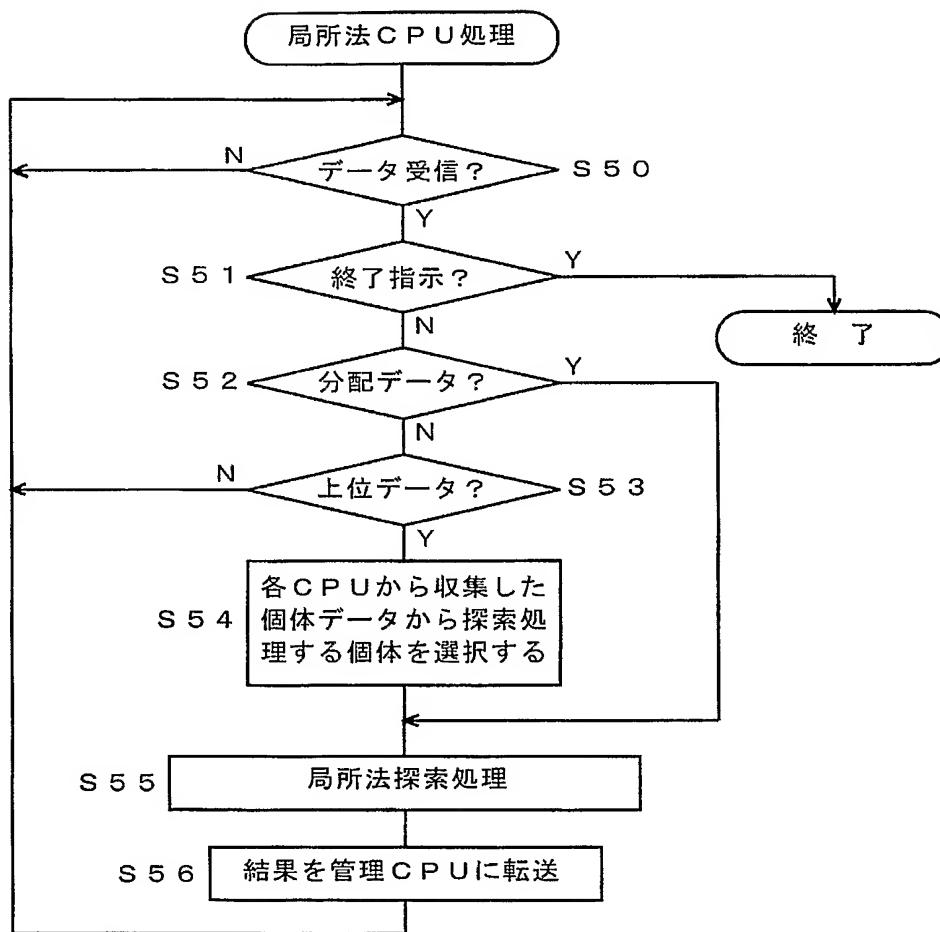 局所法CPU処理
N
データ受信?
S50
Y
S51
終了指示?
Y
N
終 了
S52
分配データ?
Y
N
N
上位データ?
S53
Y
S54
各CPUから収集した
個体データから探索処
理する個体を選択する
S55
局所法探索処理
S56
結果を管理CPUに転送